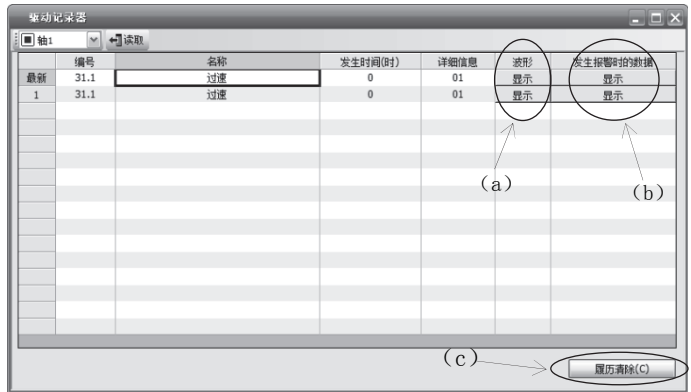 驱动记录器
轴1 读取
编号 名称 发生时间(时) 详细信息 波形 发生报警时的数据
最新 31.1 过速 0 01 显示 显示
1 31.1 过速 0 01 显示 显示
(a)
(b)
(c)
履历清除(C)